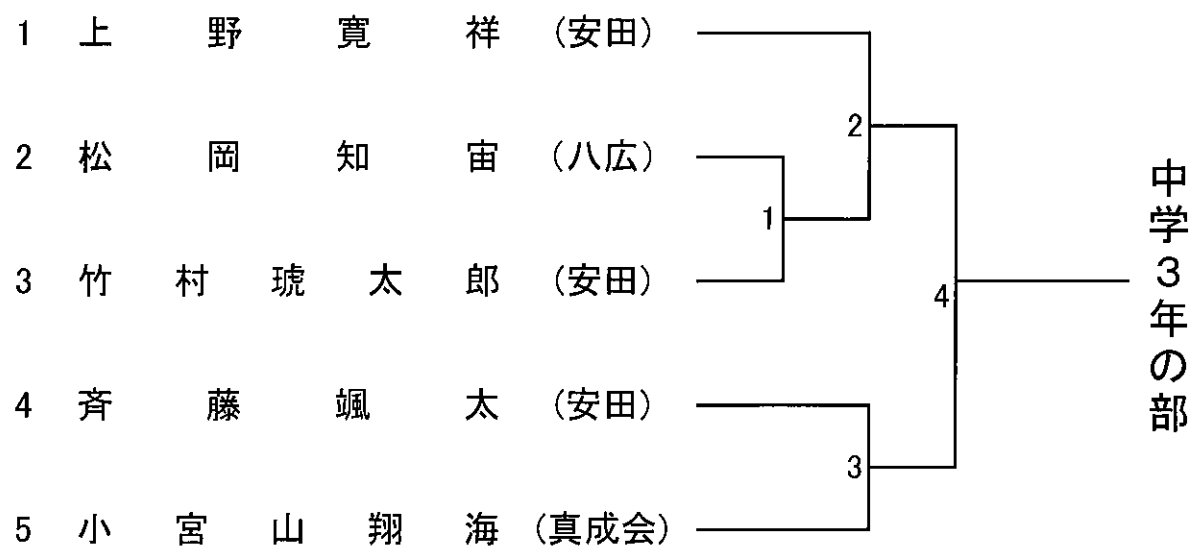 1 上野寛祥 (安田)
2 松岡知宙 (八広)
3 竹村琥太郎 (安田)
4 斉藤颯太 (安田)
5 小宮山翔海 (真成会)
1
2
3
4
中学3年の部